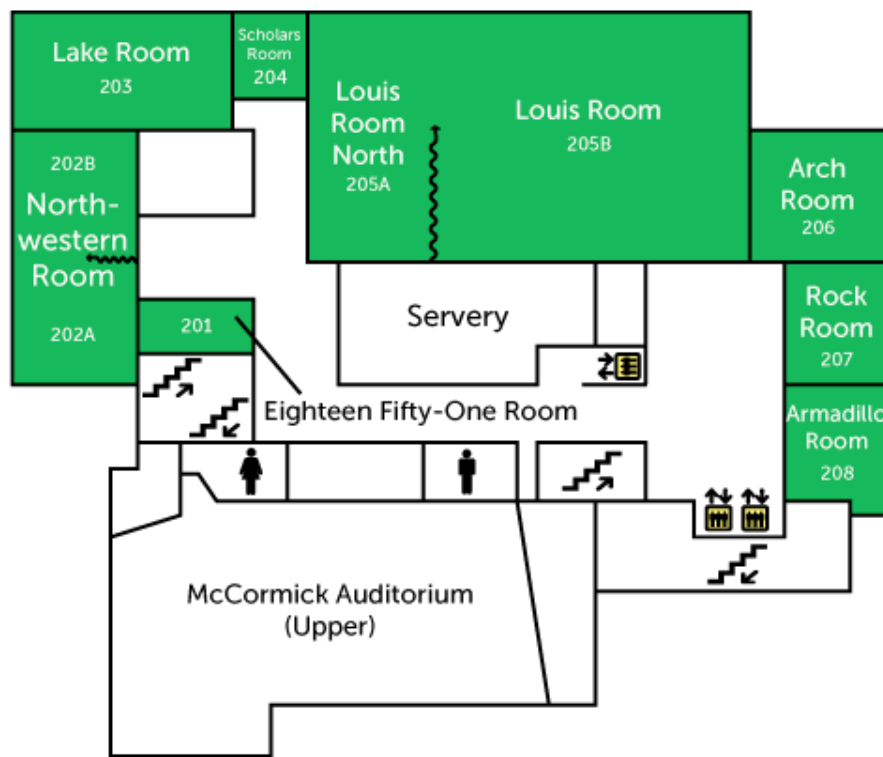 Lake Room
203
Scholars
Room
204
Louis
Room
North
205A
Louis Room
205B
Arch
Room
206
202B
North-
western
Room
202A
201
Servery
Rock
Room
207
Eighteen Fifty-One Room
Armadillo
Room
208
McCormick Auditorium
(Upper)